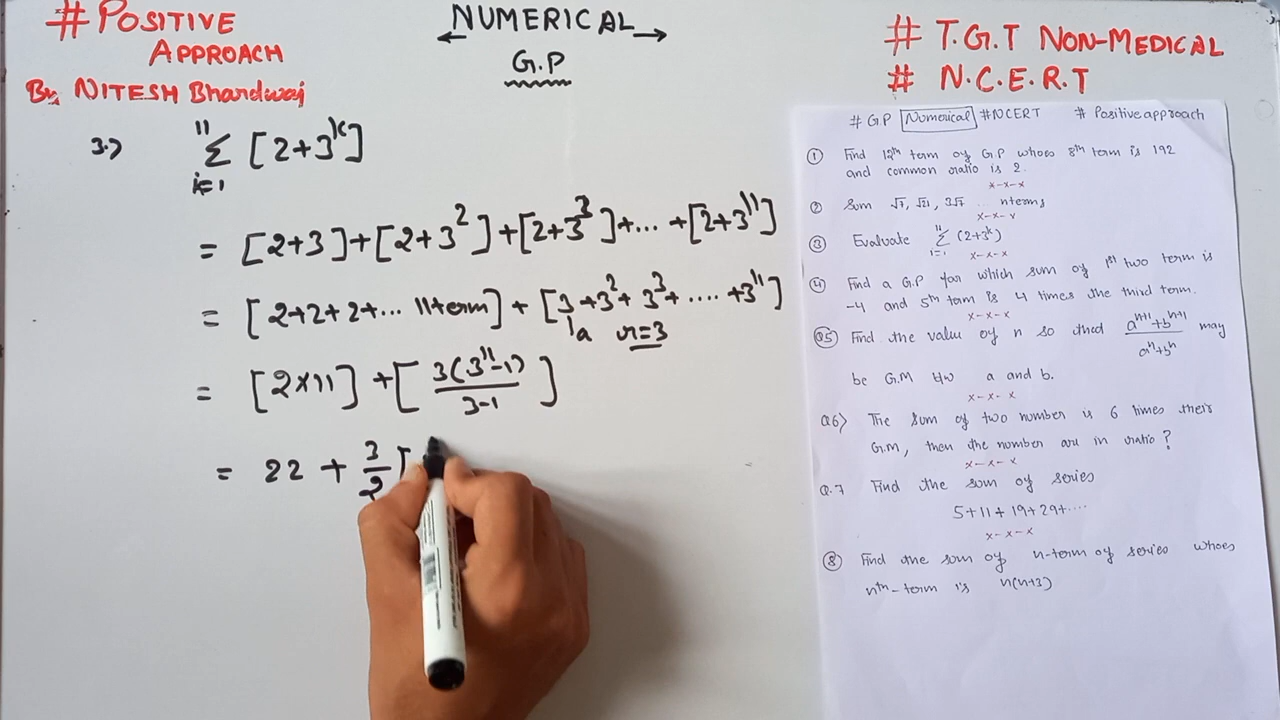 # POSITIVE
APPROACH
By NITESH Bhardwaj
NUMERICAL
G.P
# T.G.T NON-MEDICAL
# N.C.E.R.T
3.) 11 Σ i=1 [2+3^k]
= [2+3]+[2+3^2]+[2+3^3]+... +[2+3^11]
= [2+2+2+... 11term] + [3+3^2+3^3+ .... +3^11]
a r=3
= [2×11] + [3(3^11-1)/3-1]
= 22 + 3/2 [
# G.P Numerical #NCERT # Positive approach
① Find 12th term of G.P whoes 8th term is 192
and common ratio is 2.
x-x-x
② Sum √7, √21, 3√7 ... nterms
x-x-x
③ Evaluate 11 Σ i=1 (2+3^k)
x-x-x
④ Find a G.P for which sum of 1st two term is
-4 and 5th term is 4 times the third term.
x-x-x
Q5 Find the value of n so that a^n+1+b^n+1/a^n+b^n may
be G.M b/w a and b.
x-x-x
Q6) The sum of two number is 6 times their
G.M, then the number are in ratio?
x-x-x
Q.7 Find the sum of series
5+11+19+29+....
x-x-x
⑧ Find the sum of n-term of series whoes
nth-term is n(n+3)